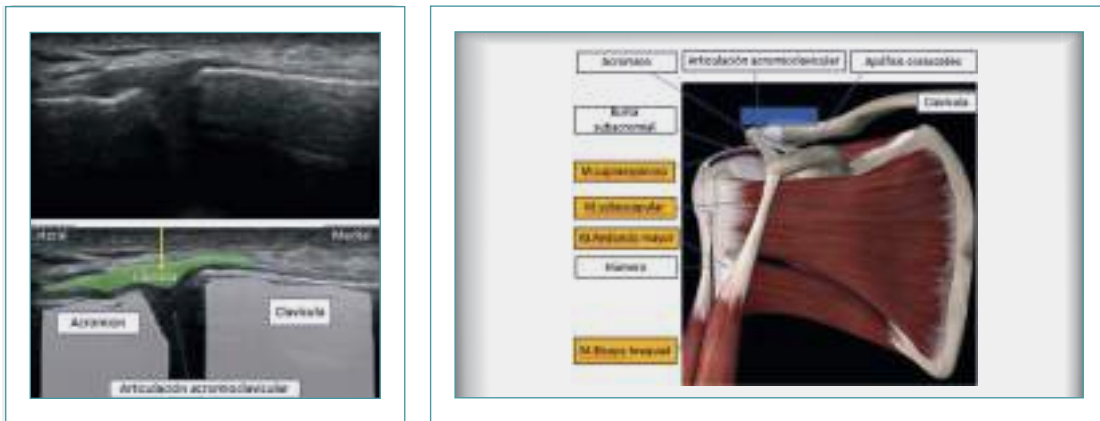 Medial
Acromion
Clavícula
Articulación acromioclavicular
Acromion
Articulación acromioclavicular
Apófisis coracoides
Clavícula
Bursa
subacromial
M.supraespinoso
M.subescapular
M.Redondo mayor
Húmero
M.Bíceps braquial